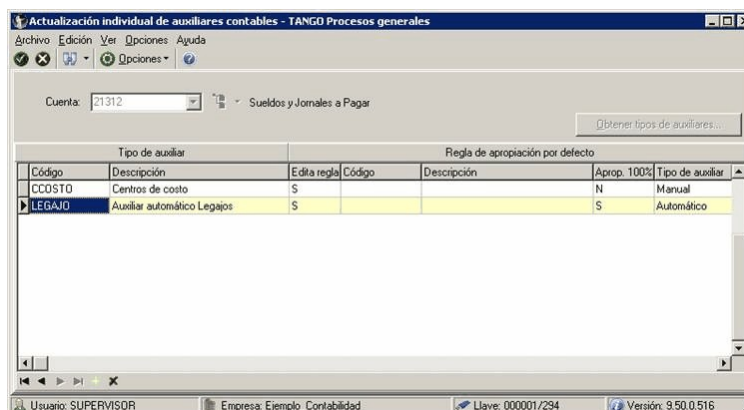 Actualización individual de auxiliares contables - TANGO Procesos generales
Archivo Edición Ver Opciones Ayuda
Opciones
Cuenta: 21312 Sueldos y Jornales a Pagar
Obtener tipos de auxiliares...
Tipo de auxiliar Regla de apropiación por defecto
Código Descripción Edita regla Código Descripción Aprop. 100% Tipo de auxiliar
CCOSTO Centros de costo S N Manual
LEGAJO Auxiliar automático Legajos S S Automático
Usuario: SUPERVISOR Empresa: Ejemplo Contabilidad Llave: 000001/294 Versión: 9.50.0.516